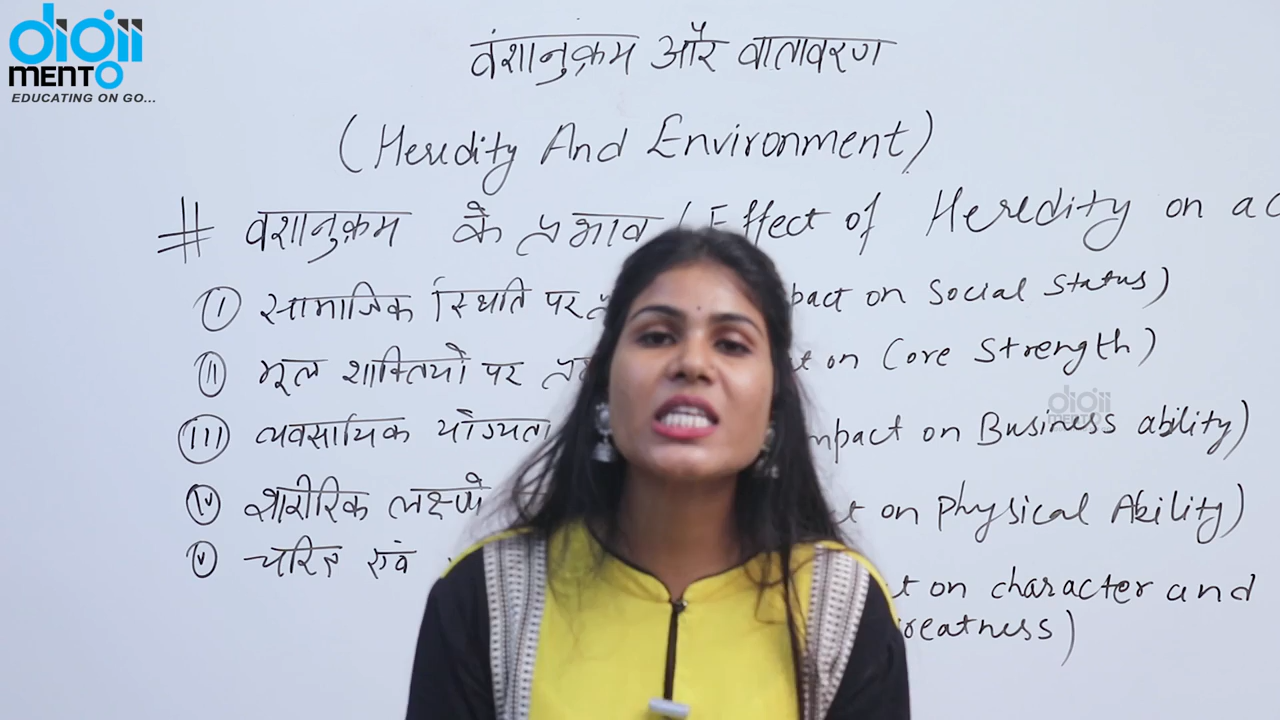 digiii
MENTO
EDUCATING ON GO...
वंशानुक्रम और वातावरण
(Heredity And Environment)
# वंशानुक्रम के प्रभाव (Effect of Heredity on a
(I) सामाजिक स्थिति पर pact on Social Status)
(II) मूल शक्तियों पर on Core Strength)
(III) व्यवसायिक योग्यता mpact on Business ability)
(IV) शारीरिक लक्षणों t on Physical Ability)
(V) चरित्र एवं t on character and
reatness)